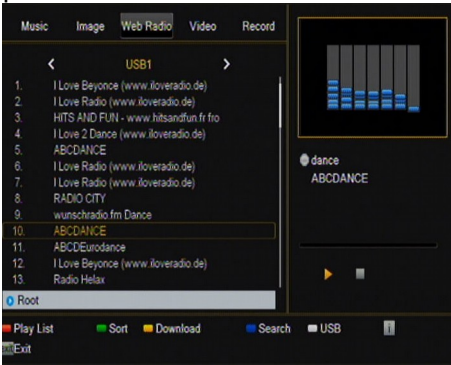 Music Image Web Radio Video Record
USB1
1. I Love Beyonce (www.iloveradio.de)
2. I Love Radio (www.iloveradio.de)
3. HITS AND FUN - www.hitsandfun.fr fro
4. I Love 2 Dance (www.iloveradio.de)
5. ABCDANCE
6. I Love Radio (www.iloveradio.de)
7. I Love Radio (www.iloveradio.de)
8. RADIO CITY
9. wunschradio.fm Dance
10. ABCDANCE
11. ABCDEurodance
12. I Love Beyonce (www.iloveradio.de)
13. Radio Helax
dance
ABCDANCE
0 Root
Play List Sort Download Search USB i
Exit Exit